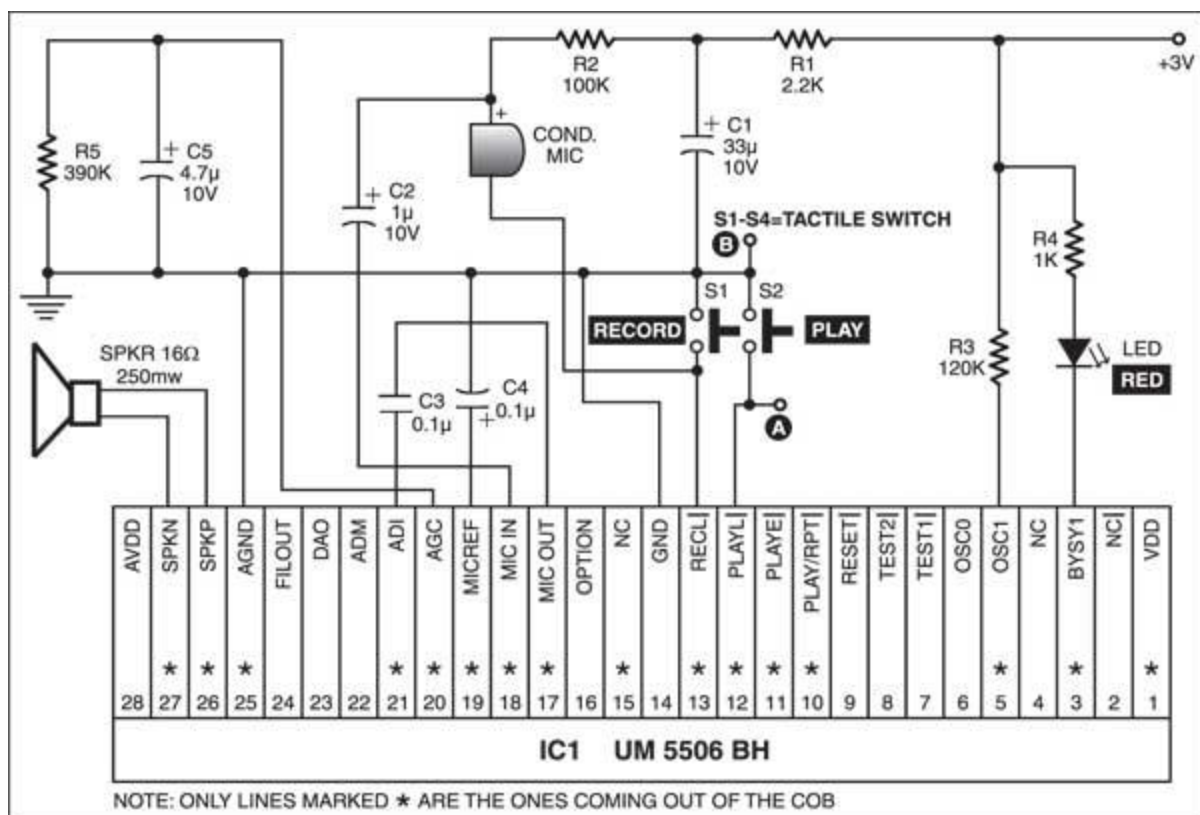 R2
100K
R1
2.2K
+3V
R5
390K
+
C5
4.7µ
10V
+
COND.
MIC
+
C1
33µ
10V
+
C2
1µ
10V
S1-S4=TACTILE SWITCH
B
R4
1K
S1
S2
RECORD
PLAY
SPKR 16Ω
250mw
R3
120K
LED
RED
C3
0.1µ
C4
0.1µ
+
A
AVDD
SPKN
SPKP
AGND
FILOUT
DAO
ADM
ADI
AGC
MICREF
MIC IN
MIC OUT
OPTION
NC
GND
RECL|
PLAYL|
PLAYE|
PLAY/RPT|
RESET|
TEST2|
TEST1|
OSC0
OSC1
NC
BYSY1
NC|
VDD
* * * * * * * * * * * * * * * *
28 27 26 25 24 23 22 21 20 19 18 17 16 15 14 13 12 11 10 9 8 7 6 5 4 3 2 1
IC1 UM 5506 BH
NOTE: ONLY LINES MARKED * ARE THE ONES COMING OUT OF THE COB